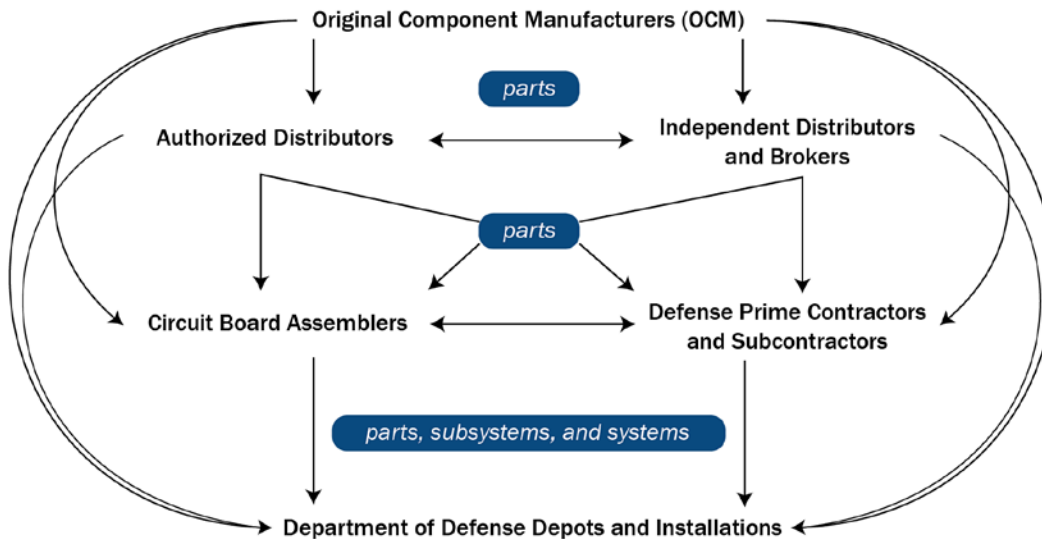 Original Component Manufacturers (OCM)
parts
Authorized Distributors
Independent Distributors
and Brokers
parts
Circuit Board Assemblers
Defense Prime Contractors
and Subcontractors
parts, subsystems, and systems
Department of Defense Depots and Installations